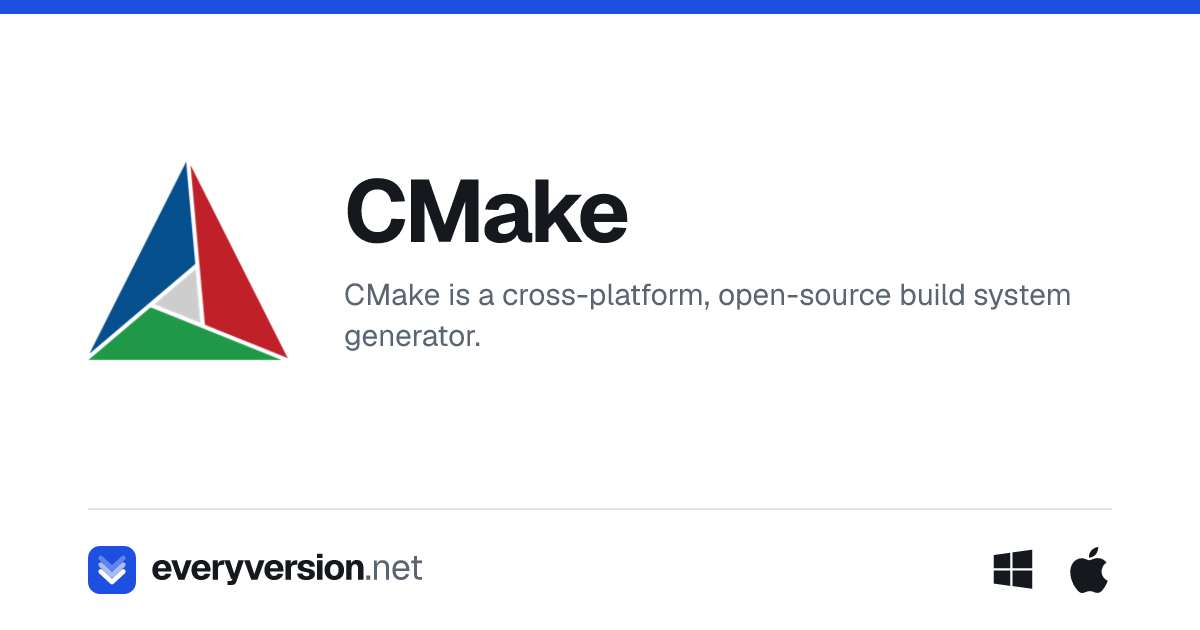 CMake
CMake is a cross-platform, open-source build system
generator.
everyversion.net